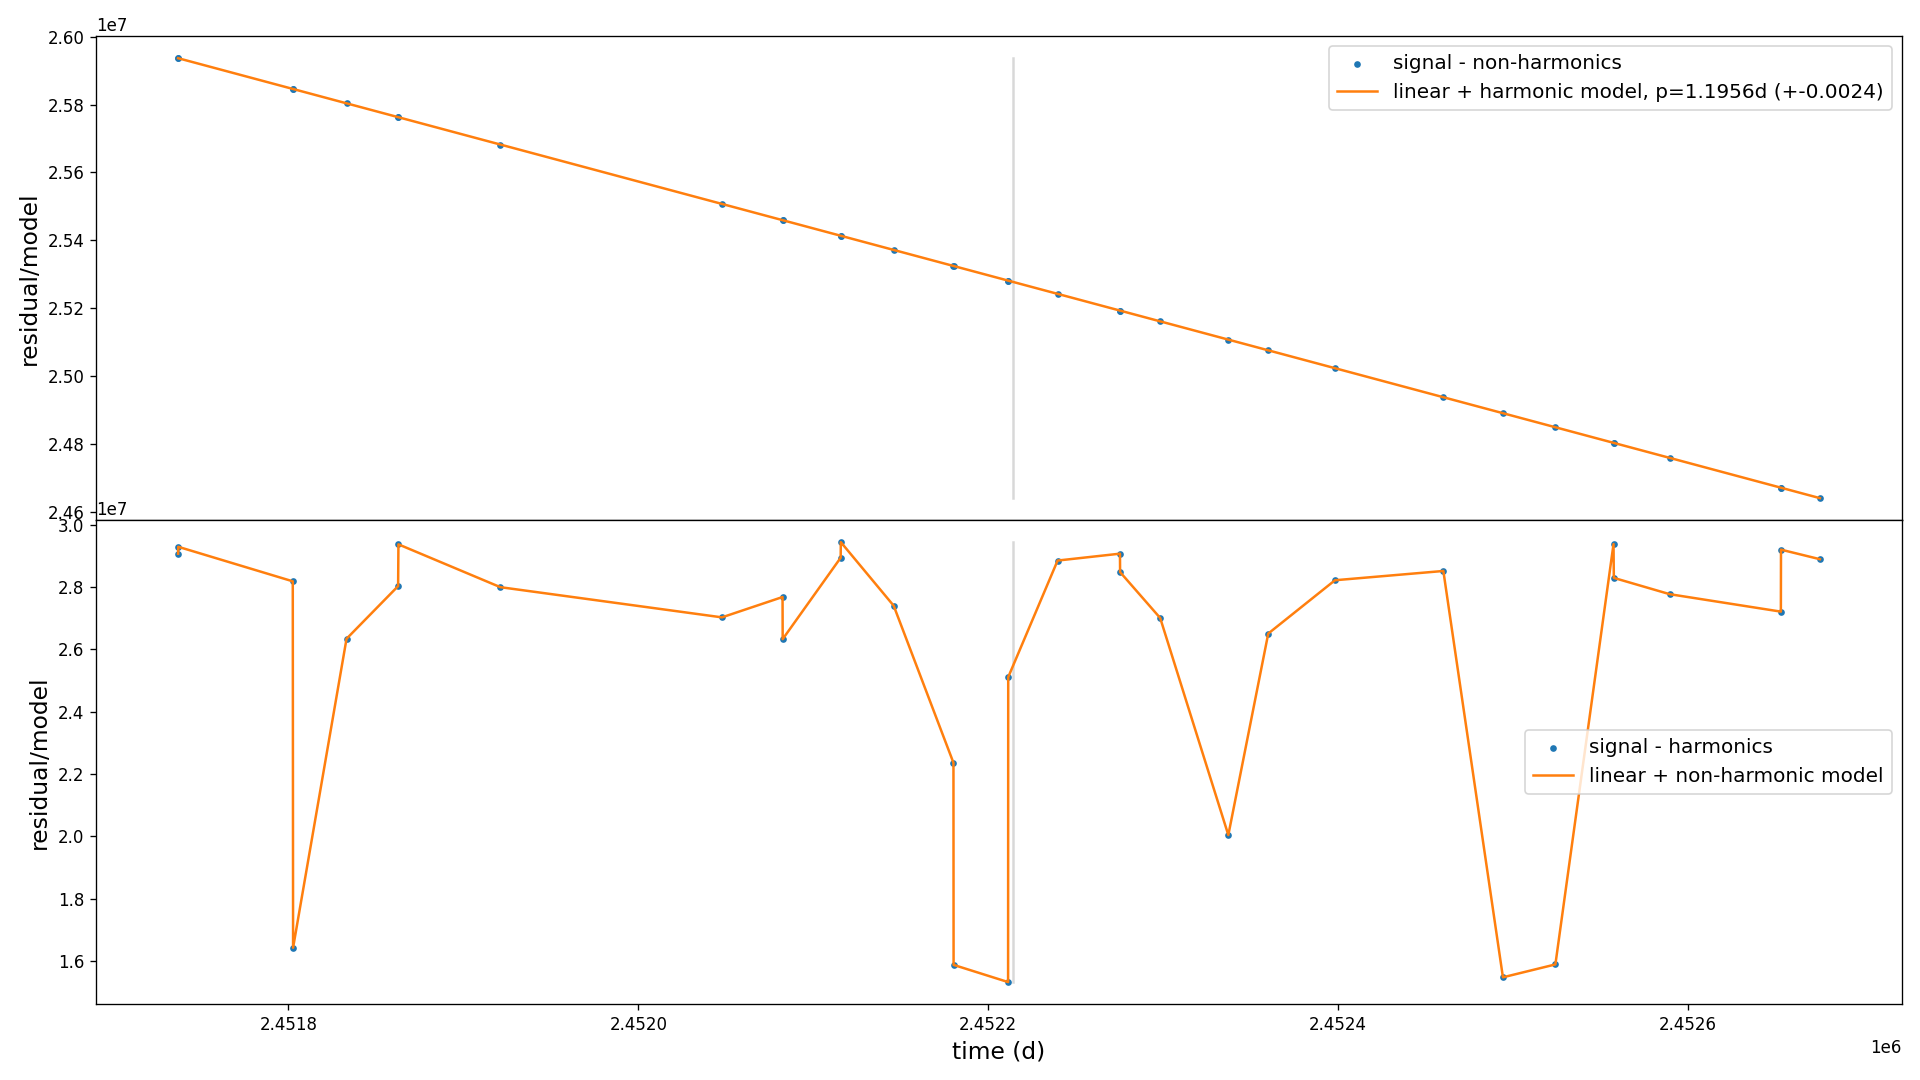 1e7
2.60
2.58
2.56
2.54
2.52
2.50
2.48
2.46
residual/model
signal - non-harmonics
linear + harmonic model, p=1.1956d (+-0.0024)
1e7
3.0
2.8
2.6
2.4
2.2
2.0
1.8
1.6
residual/model
signal - harmonics
linear + non-harmonic model
2.4518
2.4520
2.4522
2.4524
2.4526
1e6
time (d)